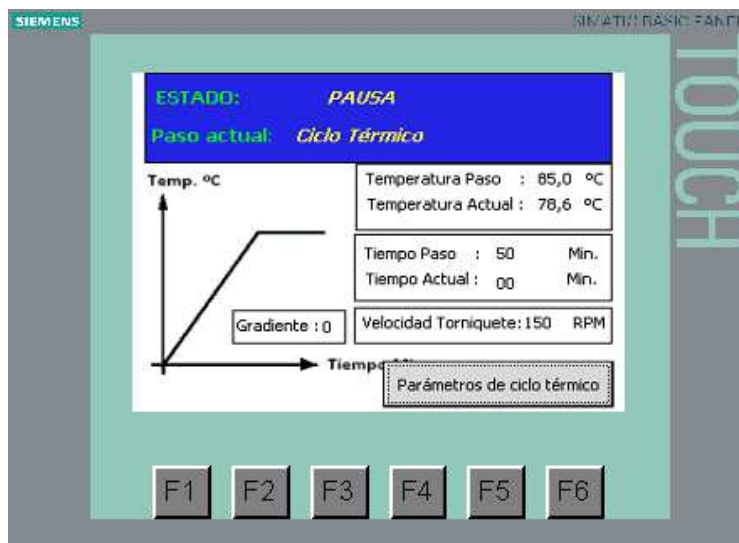 SIEMENS
SIMATIC BASIC PANEL
TOUCH
ESTADO: PAUSA
Paso actual: Ciclo Térmico
Temp. ºC
Temperatura Paso : 85,0 ºC
Temperatura Actual : 78,6 ºC
Tiempo Paso : 50 Min.
Tiempo Actual : 00 Min.
Gradiente : 0
Velocidad Torniquete: 150 RPM
Tiempo
Parámetros de ciclo térmico
F1 F2 F3 F4 F5 F6